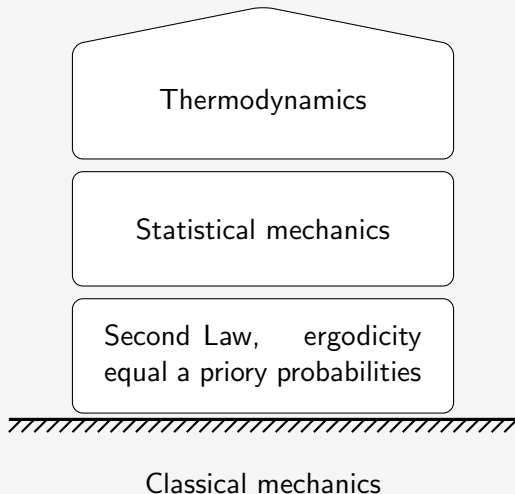 Thermodynamics
Statistical mechanics
Second Law, ergodicity
equal a priory probabilities
Classical mechanics